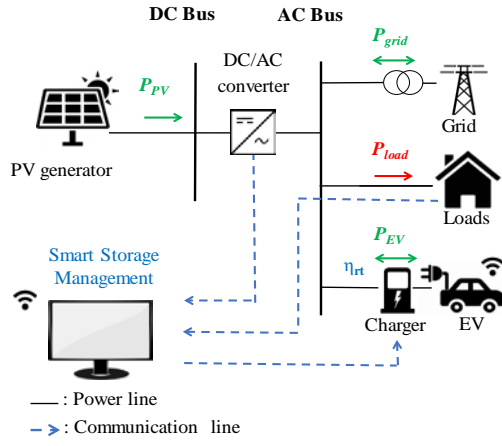 DC Bus
AC Bus
P_grid
DC/AC
converter
P_PV
Grid
PV generator
P_load
Loads
Smart Storage
Management
P_EV
η_rt
Charger
EV
: Power line
: Communication line